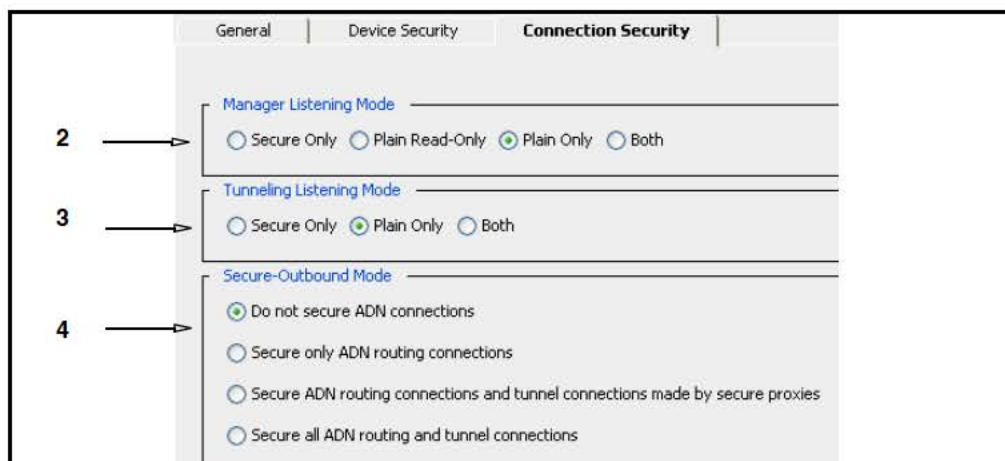 General Device Security Connection Security
Manager Listening Mode
2 Secure Only Plain Read-Only Plain Only Both
Tunneling Listening Mode
3 Secure Only Plain Only Both
Secure-Outbound Mode
Do not secure ADN connections
4
Secure only ADN routing connections
Secure ADN routing connections and tunnel connections made by secure proxies
Secure all ADN routing and tunnel connections